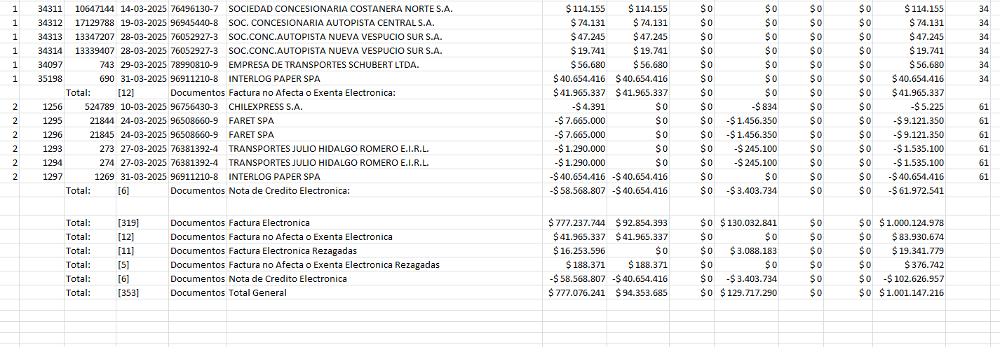 1 34311 10647144 14-03-2025 76496130-7 SOCIEDAD CONCESIONARIA COSTANERA NORTE S.A. $ 114.155 $ 114.155 $ 0 $ 0 $ 0 $ 0 $ 114.155 34
1 34312 17129788 19-03-2025 96945440-8 SOC. CONCESIONARIA AUTOPISTA CENTRAL S.A. $ 74.131 $ 74.131 $ 0 $ 0 $ 0 $ 0 $ 74.131 34
1 34313 13347207 28-03-2025 76052927-3 SOC.CONC.AUTOPISTA NUEVA VESPUCIO SUR S.A. $ 47.245 $ 47.245 $ 0 $ 0 $ 0 $ 0 $ 47.245 34
1 34314 13339407 28-03-2025 76052927-3 SOC.CONC.AUTOPISTA NUEVA VESPUCIO SUR S.A. $ 19.741 $ 19.741 $ 0 $ 0 $ 0 $ 0 $ 19.741 34
1 34097 743 29-03-2025 78990810-9 EMPRESA DE TRANSPORTES SCHUBERT LTDA. $ 56.680 $ 56.680 $ 0 $ 0 $ 0 $ 0 $ 56.680 34
1 35198 690 31-03-2025 96911210-8 INTERLOG PAPER SPA $ 40.654.416 $ 40.654.416 $ 0 $ 0 $ 0 $ 0 $ 40.654.416 34
Total: [12] Documentos Factura no Afecta o Exenta Electronica: $ 41.965.337 $ 41.965.337 $ 0 $ 0 $ 0 $ 0 $ 41.965.337
2 1256 524789 10-03-2025 96756430-3 CHILEXPRESS S.A. -$ 4.391 $ 0 $ 0 -$ 834 $ 0 $ 0 -$ 5.225 61
2 1295 21844 24-03-2025 96508660-9 FARET SPA -$ 7.665.000 $ 0 $ 0 -$ 1.456.350 $ 0 $ 0 -$ 9.121.350 61
2 1296 21845 24-03-2025 96508660-9 FARET SPA -$ 7.665.000 $ 0 $ 0 -$ 1.456.350 $ 0 $ 0 -$ 9.121.350 61
2 1293 273 27-03-2025 76381392-4 TRANSPORTES JULIO HIDALGO ROMERO E.I.R.L. -$ 1.290.000 $ 0 $ 0 -$ 245.100 $ 0 $ 0 -$ 1.535.100 61
2 1294 274 27-03-2025 76381392-4 TRANSPORTES JULIO HIDALGO ROMERO E.I.R.L. -$ 1.290.000 $ 0 $ 0 -$ 245.100 $ 0 $ 0 -$ 1.535.100 61
2 1297 1269 31-03-2025 96911210-8 INTERLOG PAPER SPA -$ 40.654.416 -$ 40.654.416 $ 0 $ 0 $ 0 $ 0 -$ 40.654.416 61
Total: [6] Documentos Nota de Credito Electronica: -$ 58.568.807 -$ 40.654.416 $ 0 -$ 3.403.734 $ 0 $ 0 -$ 61.972.541
Total: [319] Documentos Factura Electronica $ 777.237.744 $ 92.854.393 $ 0 $ 130.032.841 $ 0 $ 0 $ 1.000.124.978
Total: [12] Documentos Factura no Afecta o Exenta Electronica $ 41.965.337 $ 41.965.337 $ 0 $ 0 $ 0 $ 0 $ 83.930.674
Total: [11] Documentos Factura Electronica Rezagadas $ 16.253.596 $ 0 $ 0 $ 3.088.183 $ 0 $ 0 $ 19.341.779
Total: [5] Documentos Factura no Afecta o Exenta Electronica Rezagadas $ 188.371 $ 188.371 $ 0 $ 0 $ 0 $ 0 $ 376.742
Total: [6] Documentos Nota de Credito Electronica -$ 58.568.807 -$ 40.654.416 $ 0 -$ 3.403.734 $ 0 $ 0 -$ 102.626.957
Total: [353] Documentos Total General $ 777.076.241 $ 94.353.685 $ 0 $ 129.717.290 $ 0 $ 0 $ 1.001.147.216